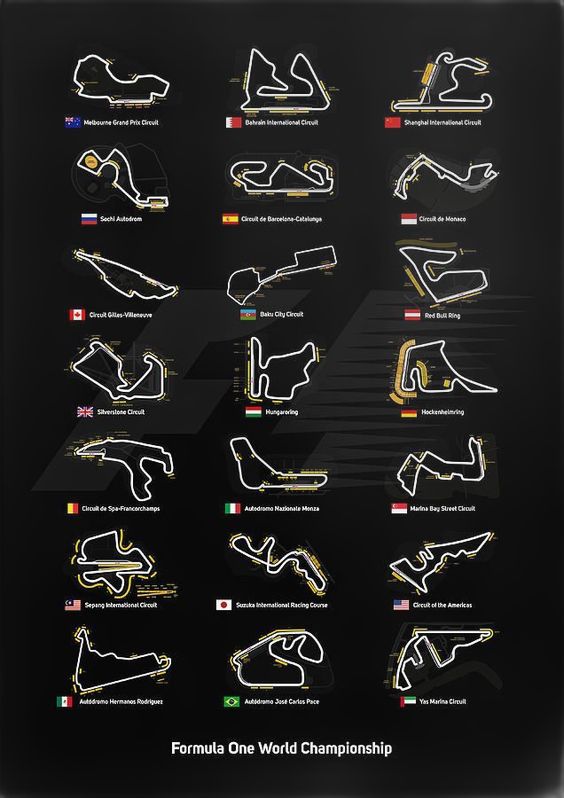 Melbourne Grand Prix Circuit
Bahrain International Circuit
Shanghai International Circuit
Sochi Autodrom
Circuit de Barcelona-Catalunya
Circuit de Monaco
Circuit Gilles-Villeneuve
Baku City Circuit
Red Bull Ring
Silverstone Circuit
Hungaroring
Hockenheimring
Circuit de Spa-Francorchamps
Autodromo Nazionale Monza
Marina Bay Street Circuit
Sepang International Circuit
Suzuka International Racing Course
Circuit of the Americas
Autódromo Hermanos Rodríguez
Autódromo José Carlos Pace
Yas Marina Circuit
Formula One World Championship